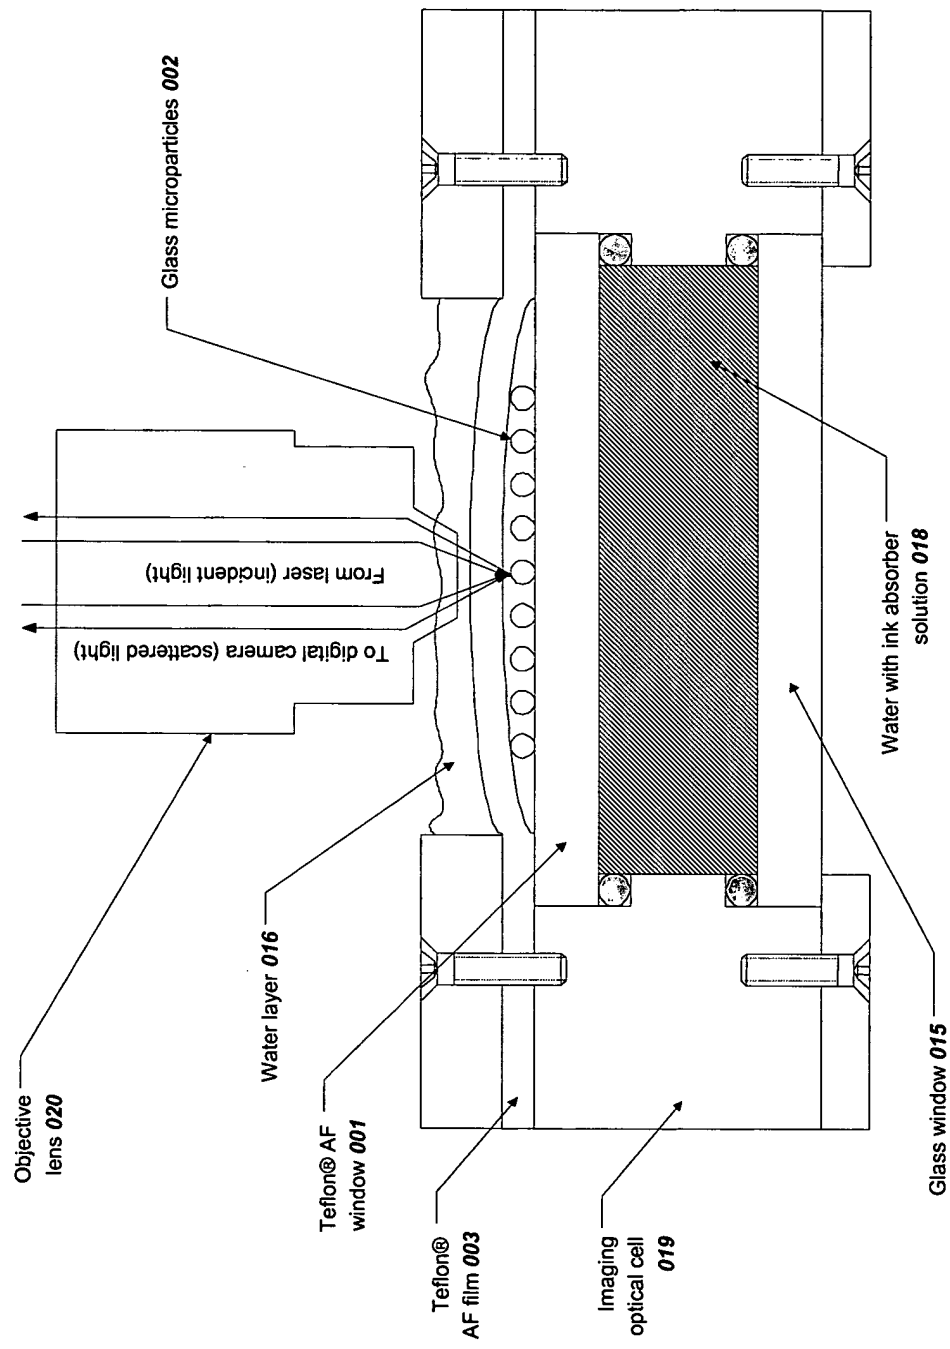 Objective
lens 020
Water layer 016
Teflon® AF
window 001
Teflon®
AF film 003
Imaging
optical cell
019
Glass microparticles 002
From laser (incident light)
To digital camera (scattered light)
Water with ink absorber
solution 018
Glass window 015